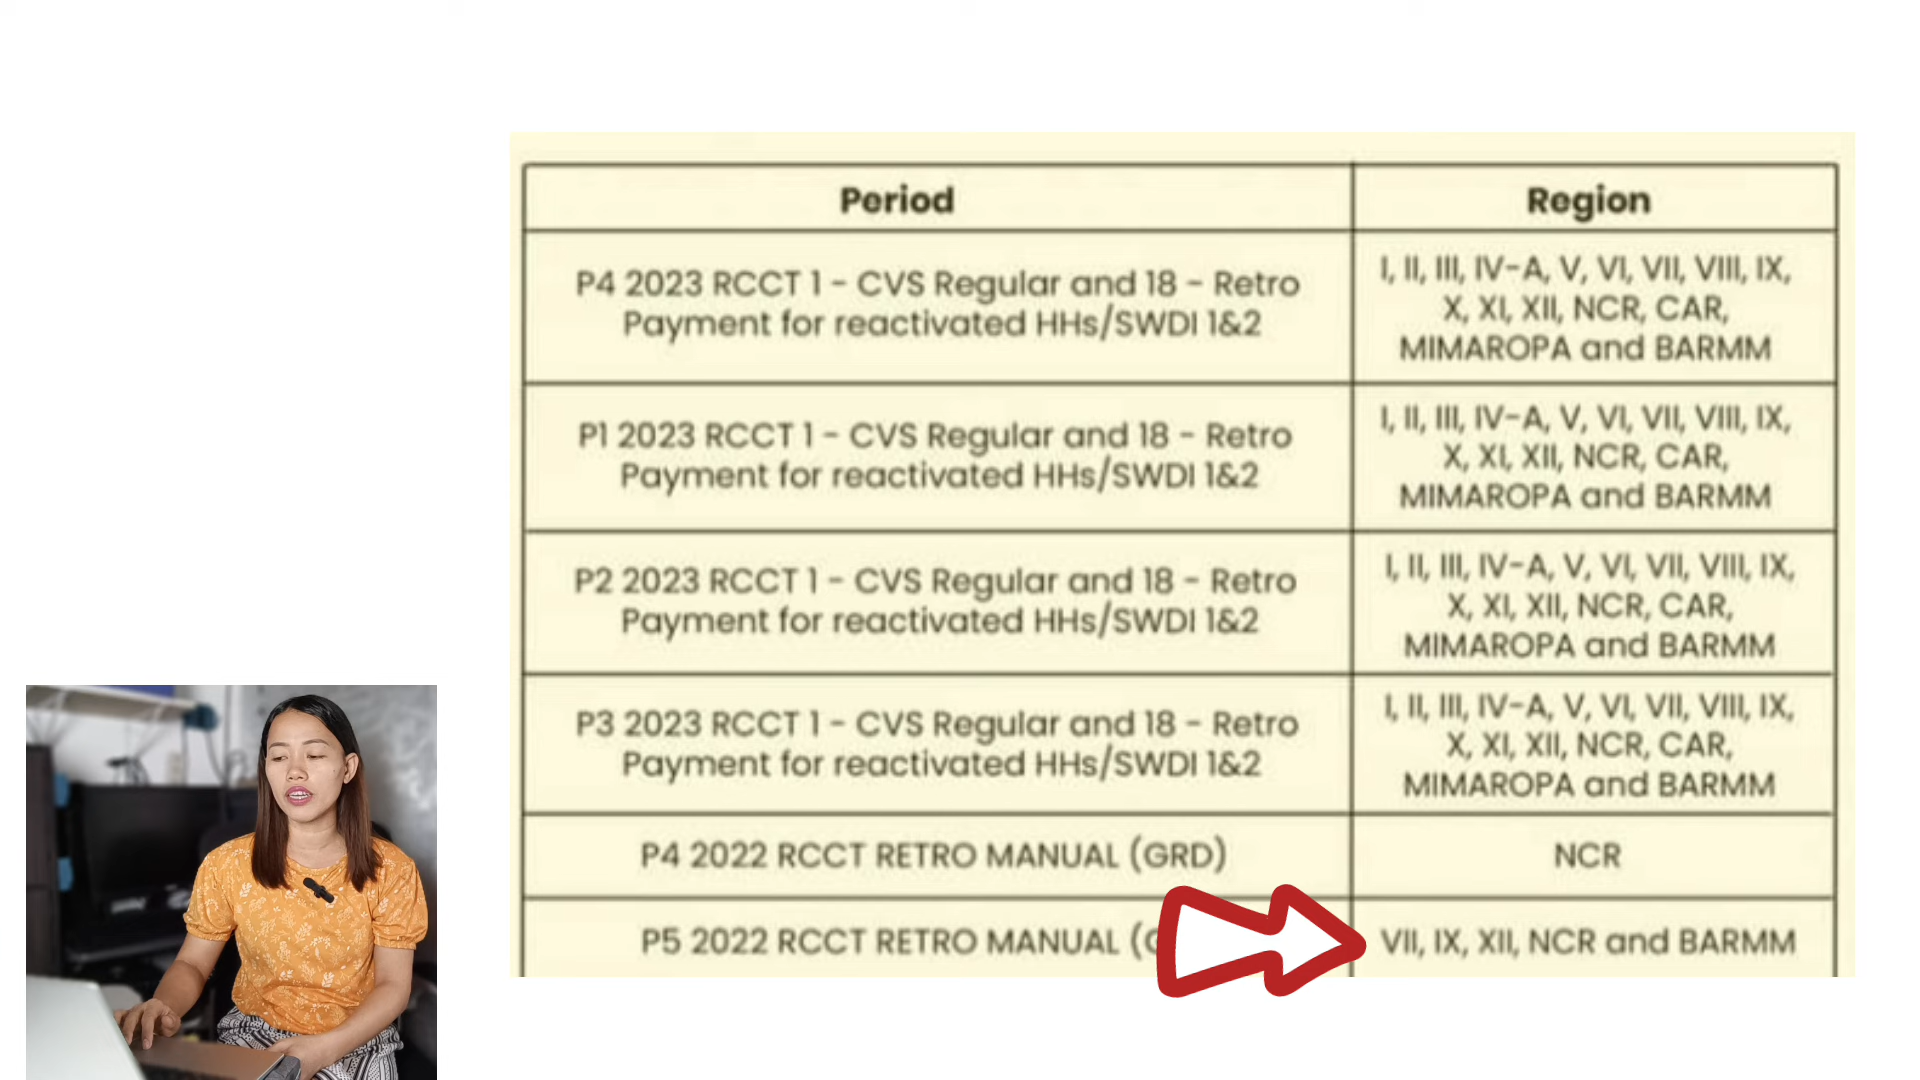 Period
Region
P4 2023 RCCT 1 - CVS Regular and 18 - Retro
Payment for reactivated HHs/SWDI 1&2
I, II, III, IV-A, V, VI, VII, VIII, IX,
X, XI, XII, NCR, CAR,
MIMAROPA and BARMM
P1 2023 RCCT 1 - CVS Regular and 18 - Retro
Payment for reactivated HHs/SWDI 1&2
I, II, III, IV-A, V, VI, VII, VIII, IX,
X, XI, XII, NCR, CAR,
MIMAROPA and BARMM
P2 2023 RCCT 1 - CVS Regular and 18 - Retro
Payment for reactivated HHs/SWDI 1&2
I, II, III, IV-A, V, VI, VII, VIII, IX,
X, XI, XII, NCR, CAR,
MIMAROPA and BARMM
P3 2023 RCCT 1 - CVS Regular and 18 - Retro
Payment for reactivated HHs/SWDI 1&2
I, II, III, IV-A, V, VI, VII, VIII, IX,
X, XI, XII, NCR, CAR,
MIMAROPA and BARMM
P4 2022 RCCT RETRO MANUAL (GRD)
NCR
P5 2022 RCCT RETRO MANUAL
VII, IX, XII, NCR and BARMM